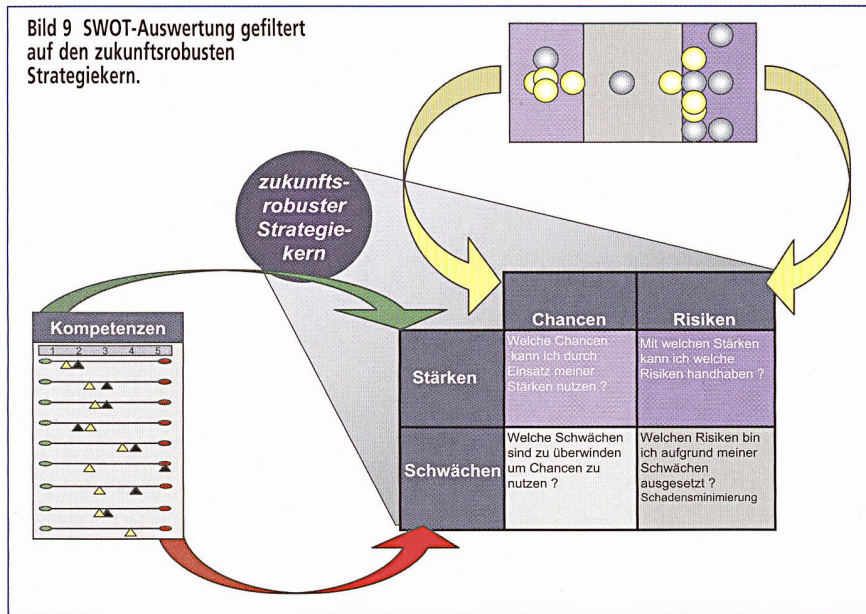 Bild 9 SWOT-Auswertung gefiltert
auf den zukunftsrobusten
Strategiekern.
zukunfts-
robuster
Strategie-
kern
Kompetenzen
1 2 3 4 5
Chancen
Risiken
Stärken
Welche Chancen
kann ich durch
Einsatz meiner
Stärken nutzen ?
Mit welchen Stärken
kann ich welche
Risiken handhaben ?
Schwächen
Welche Schwächen
sind zu überwinden
um Chancen zu
nutzen ?
Welchen Risiken bin
ich aufgrund meiner
Schwächen
ausgesetzt ?
Schadensminimierung